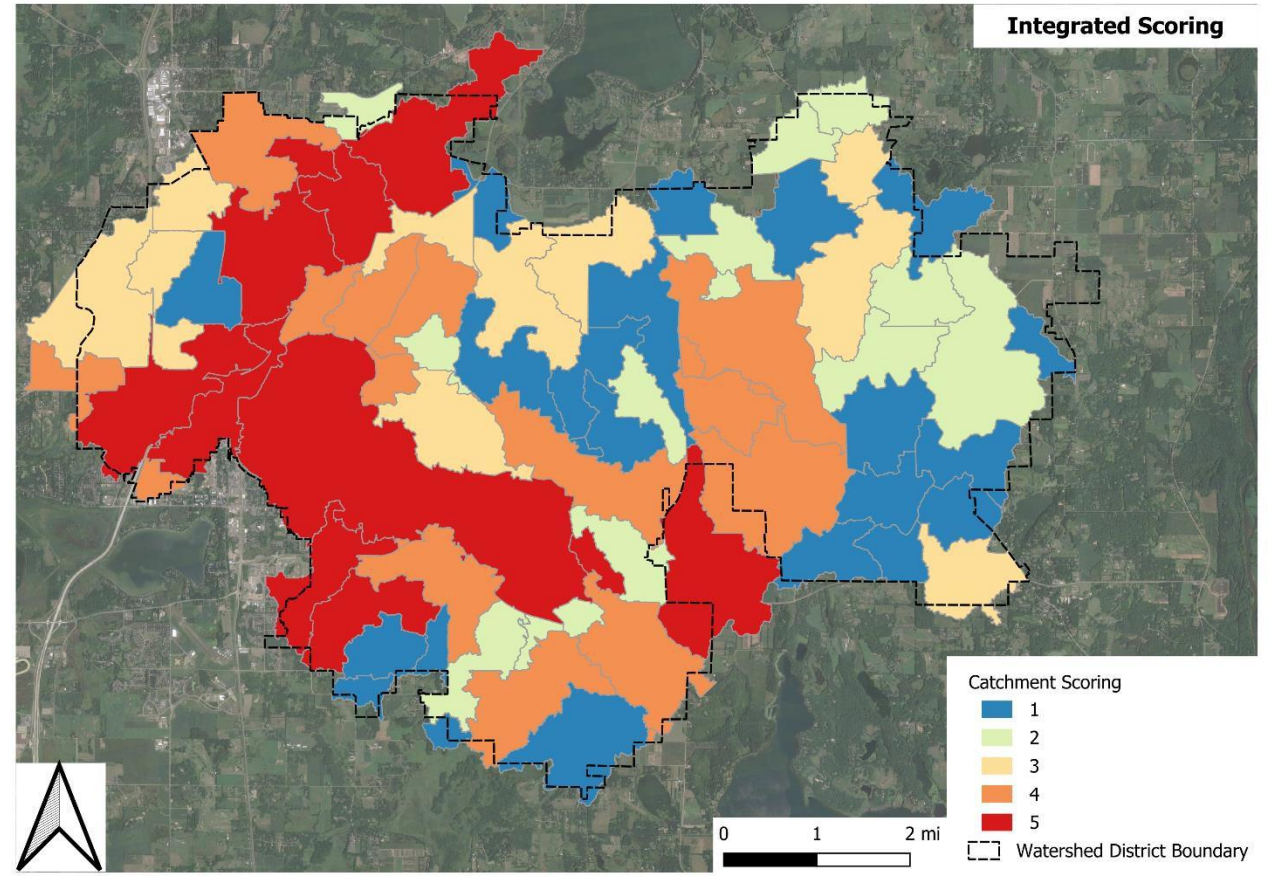 Integrated Scoring
Catchment Scoring
1
2
3
4
5
Watershed District Boundary
0 1 2 mi